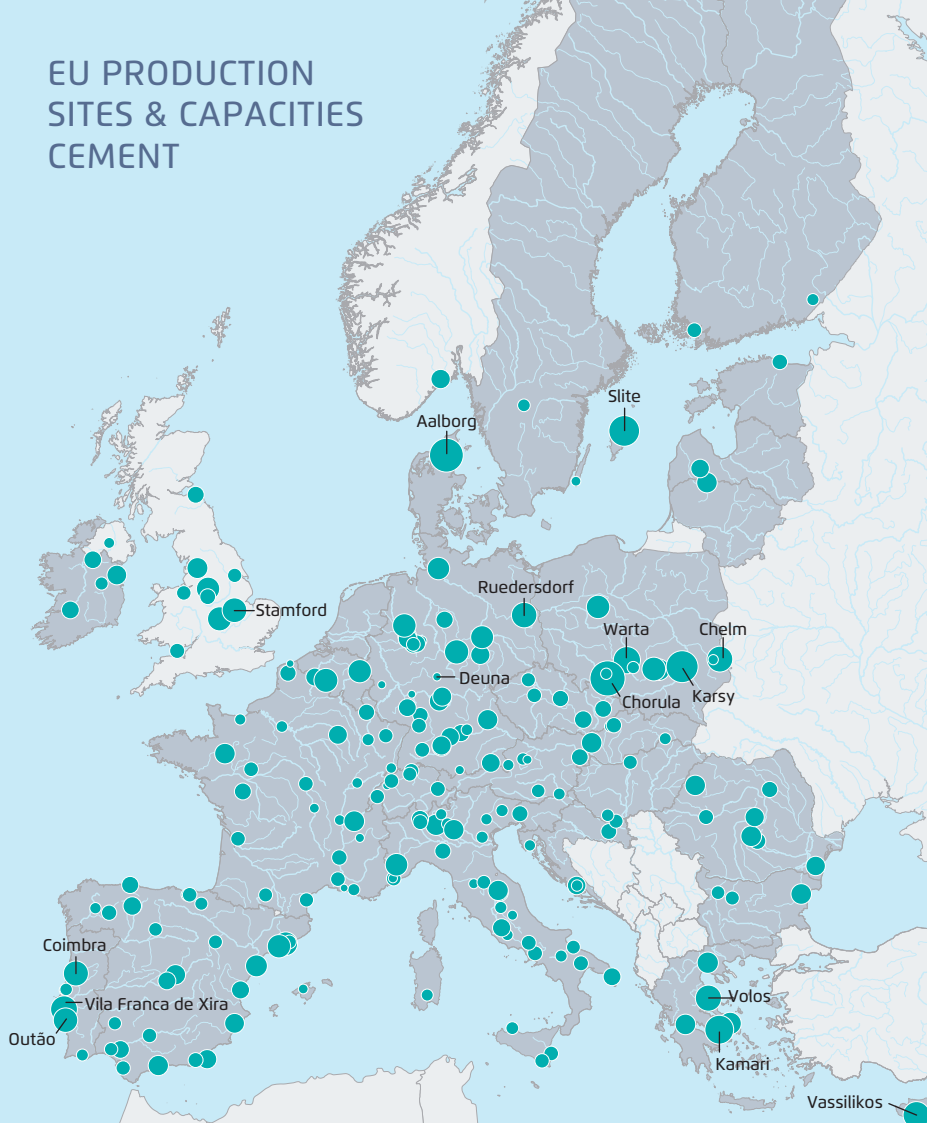 EU PRODUCTION
SITES & CAPACITIES
CEMENT
Slite
Aalborg
Ruedersdorf
Stamford
Warta
Chelm
Deuna
Chorula
Karsy
Coimbra
Vila Franca de Xira
Outão
Volos
Kamari
Vassilikos